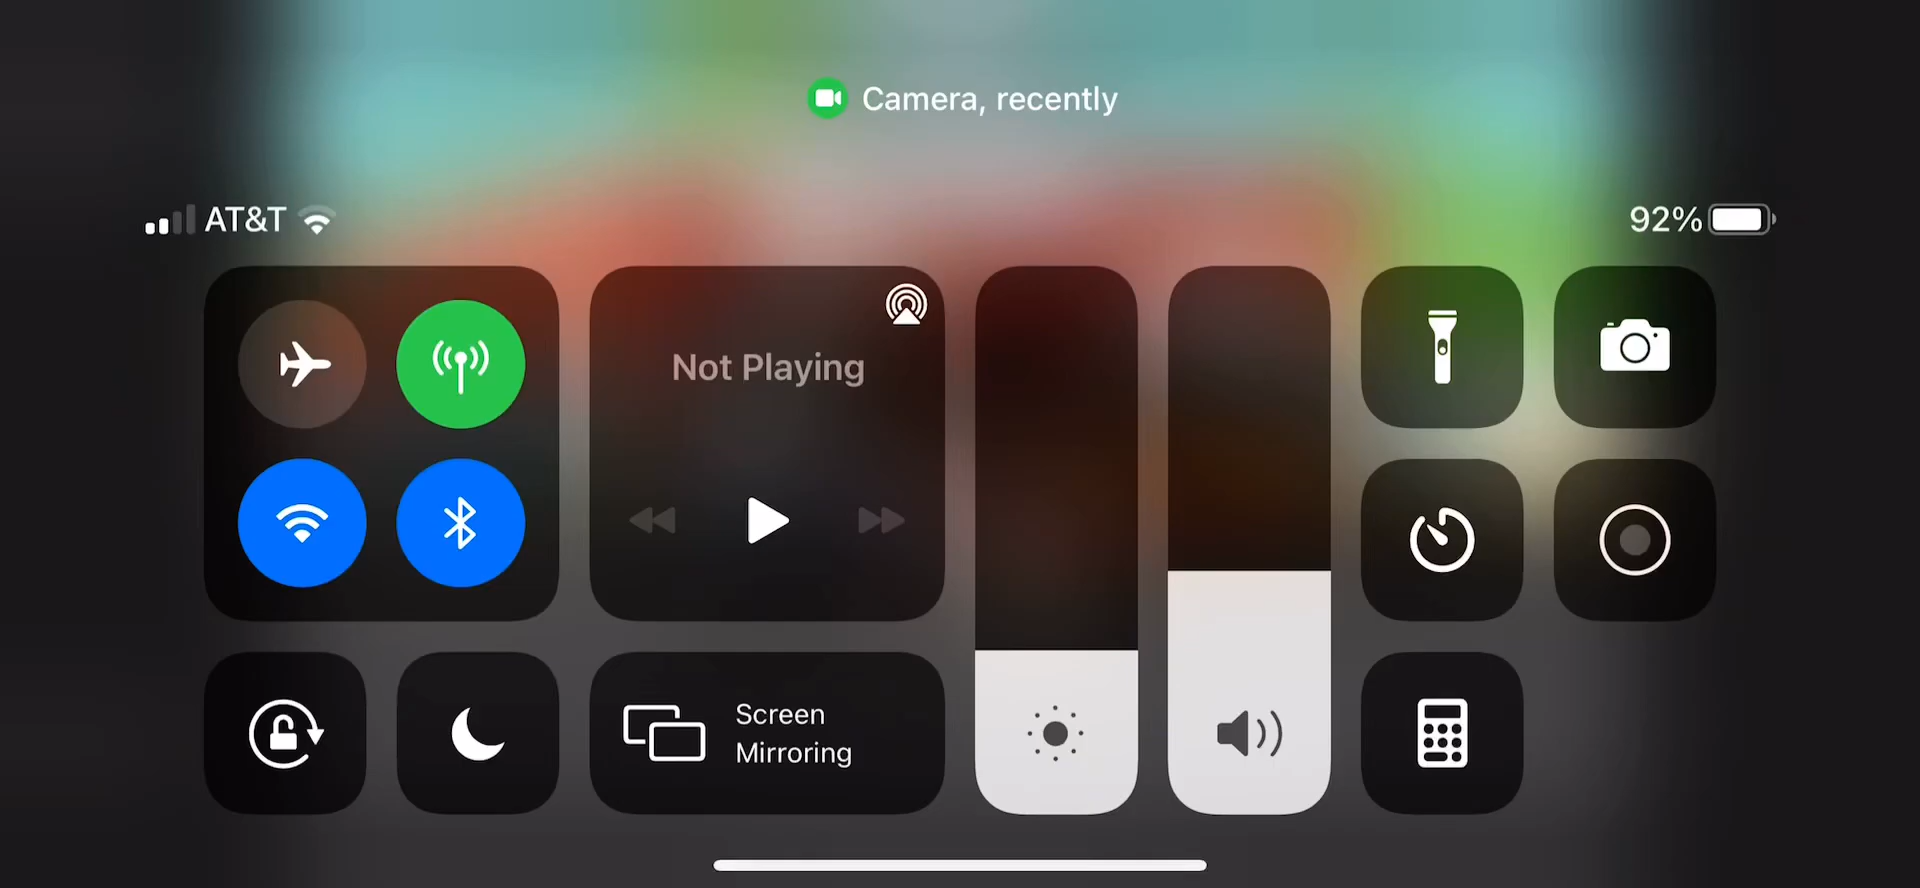 Camera, recently
AT&T
92%
Not Playing
Screen
Mirroring